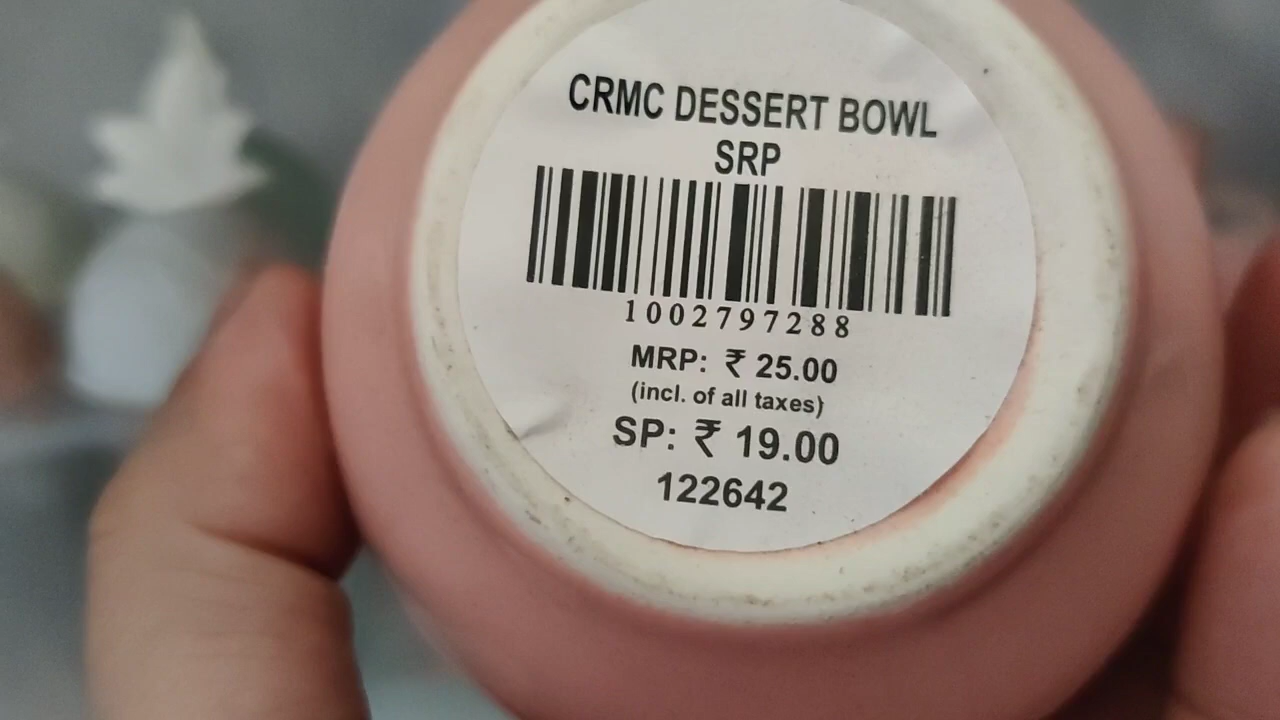 CRMC DESSERT BOWL
SRP
1002797288
MRP: ₹ 25.00
(incl. of all taxes)
SP: ₹ 19.00
122642